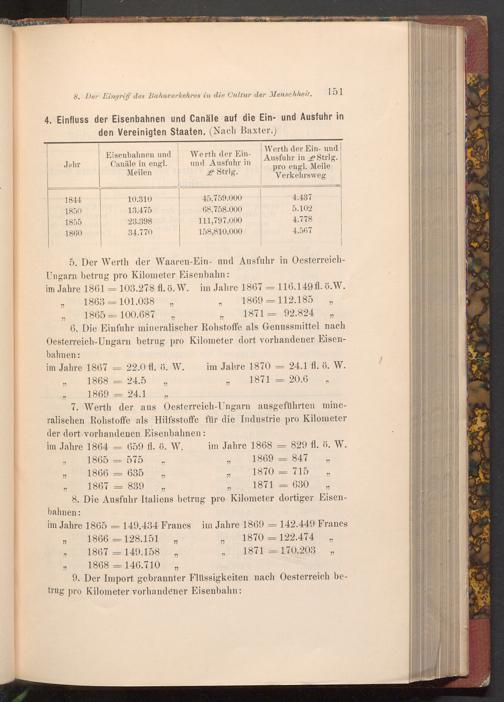 8. Der Eingriff des Bahnverkehres in die Cultur der Menschheit. 151
4. Einfluss der Eisenbahnen und Canäle auf die Ein- und Ausfuhr in
den Vereinigten Staaten. (Nach Baxter.)
Jahr | Eisenbahnen und Canäle in engl. Meilen | Werth der Ein- und Ausfuhr in £ Strlg. | Werth der Ein- und Ausfuhr in £ Strlg. pro engl. Meile Verkehrsweg
1844 10.310 45,759.000 4.437
1850 13.475 68,758.000 5.102
1855 23.398 111,797.000 4.778
1860 34.770 158,810.000 4.567
5. Der Werth der Waaren-Ein- und Ausfuhr in Oesterreich-
Ungarn betrug pro Kilometer Eisenbahn:
im Jahre 1861 = 103.278 fl. ö. W. im Jahre 1867 = 116.149 fl. ö. W.
„ 1863 = 101.038 „ „ 1869 = 112.185 „
„ 1865 = 100.687 „ „ 1871 = 92.824 „
6. Die Einfuhr mineralischer Rohstoffe als Genussmittel nach
Oesterreich-Ungarn betrug pro Kilometer dort vorhandener Eisen-
bahnen:
im Jahre 1867 = 22.0 fl. ö. W. im Jahre 1870 = 24.1 fl. ö. W.
„ 1868 = 24.5 „ „ 1871 = 20.6 „
„ 1869 = 24.1 „
7. Werth der aus Oesterreich-Ungarn ausgeführten mine-
ralischen Rohstoffe als Hilfsstoffe für die Industrie pro Kilometer
der dort vorhandenen Eisenbahnen:
im Jahre 1864 = 659 fl. ö. W. im Jahre 1868 = 829 fl. ö. W.
„ 1865 = 575 „ „ 1869 = 847 „
„ 1866 = 635 „ „ 1870 = 715 „
„ 1867 = 839 „ „ 1871 = 630 „
8. Die Ausfuhr Italiens betrug pro Kilometer dortiger Eisen-
bahnen:
im Jahre 1865 = 149.434 Francs im Jahre 1869 = 142.449 Francs
„ 1866 = 128.151 „ „ 1870 = 122.474 „
„ 1867 = 149.158 „ „ 1871 = 170.203 „
„ 1868 = 146.710 „
9. Der Import gebrannter Flüssigkeiten nach Oesterreich be-
trug pro Kilometer vorhandener Eisenbahn: